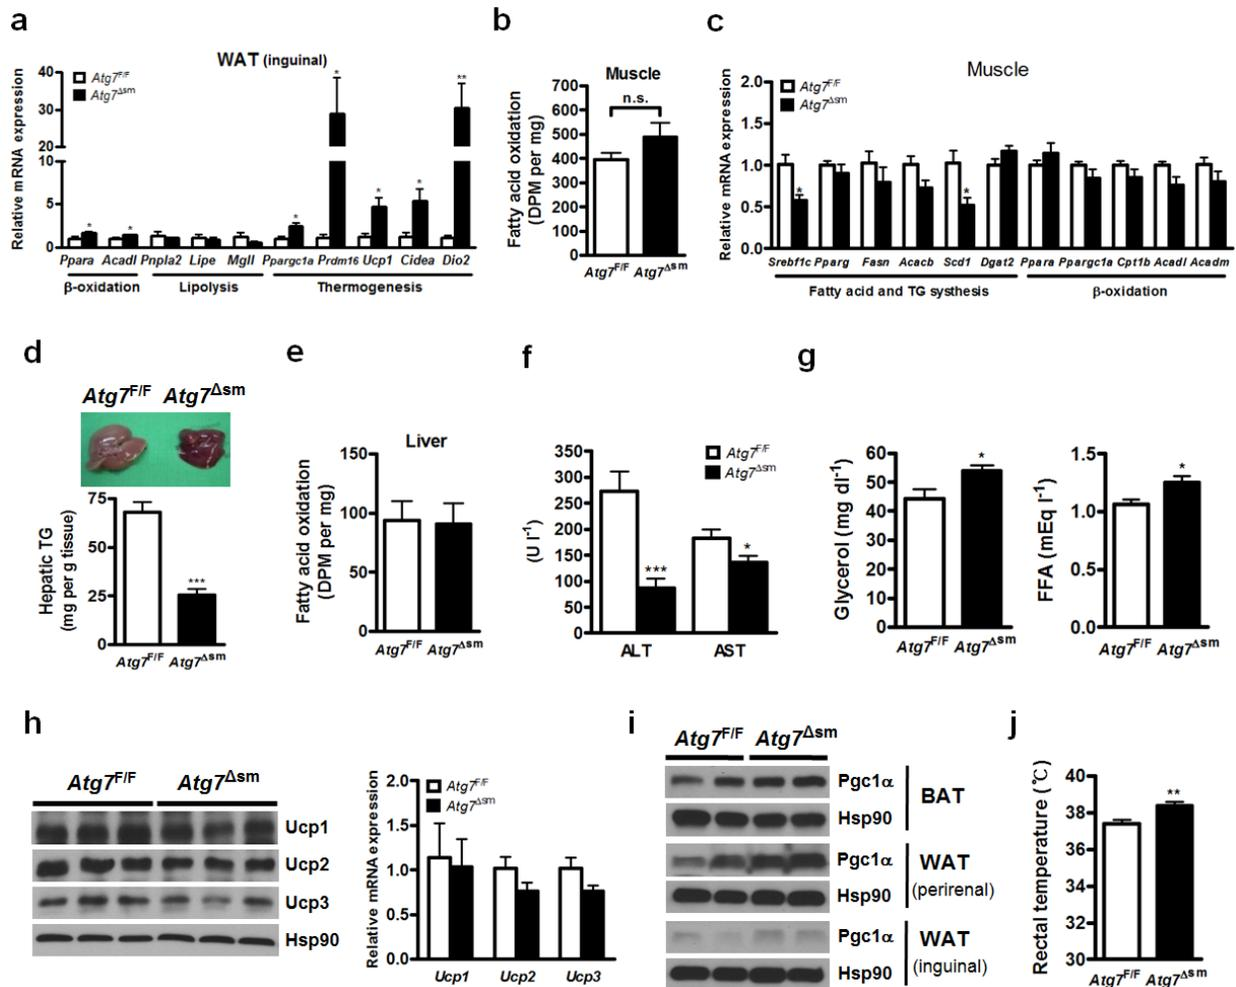 a
WAT (inguinal)
Relative mRNA expression
Atg7F/F
Atg7Δsm
40
30
20
10
5
0
* * * * * * **
Ppara Acadl Pnpla2 Lipe Mgll Ppargc1a Prdm16 Ucp1 Cidea Dio2
β-oxidation Lipolysis Thermogenesis
b
Muscle
Fatty acid oxidation
(DPM per mg)
n.s.
700
600
500
400
300
200
100
0
Atg7F/F Atg7Δsm
c
Muscle
Relative mRNA expression
Atg7F/F
Atg7Δsm
2.0
1.5
1.0
0.5
0.0
* *
Srebf1c Pparg Fasn Acacb Scd1 Dgat2 Ppara Ppargc1a Cpt1b Acadl Acadm
Fatty acid and TG systhesis β-oxidation
d
Atg7F/F Atg7Δsm
Hepatic TG
(mg per g tissue)
75
50
25
0
***
Atg7F/F Atg7Δsm
e
Liver
Fatty acid oxidation
(DPM per mg)
150
100
50
0
Atg7F/F Atg7Δsm
f
(U l-1)
Atg7F/F
Atg7Δsm
350
300
250
200
150
100
50
0
*** *
ALT AST
g
Glycerol (mg dl-1)
60
50
40
30
20
10
0
*
Atg7F/F Atg7Δsm
FFA (mEq l-1)
1.5
1.0
0.5
0.0
*
Atg7F/F Atg7Δsm
h
Atg7F/F Atg7Δsm
Ucp1
Ucp2
Ucp3
Hsp90
Relative mRNA expression
Atg7F/F
Atg7Δsm
2.0
1.5
1.0
0.5
0.0
Ucp1 Ucp2 Ucp3
i
Atg7F/F Atg7Δsm
Pgc1α
Hsp90
BAT
Pgc1α
Hsp90
WAT
(perirenal)
Pgc1α
Hsp90
WAT
(inguinal)
j
Rectal temperature (℃)
40
38
36
34
32
30
**
Atg7F/F Atg7Δsm